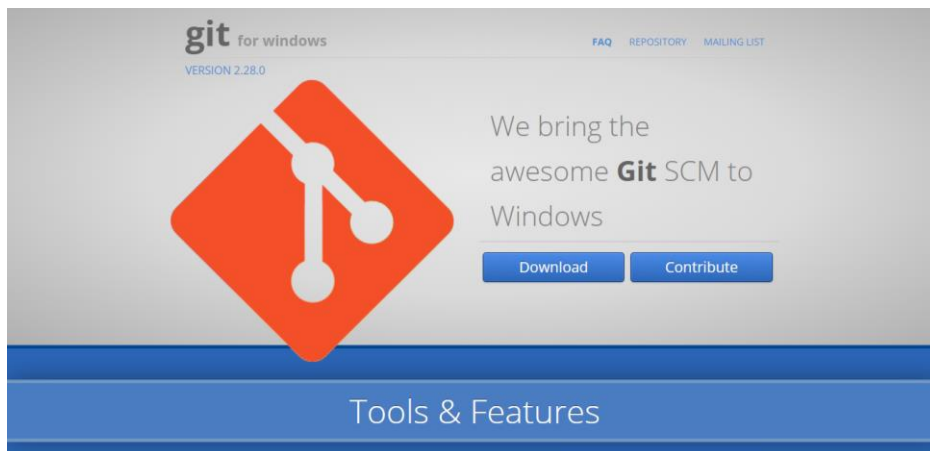 git for windows
FAQ REPOSITORY MAILING LIST
VERSION 2.28.0
We bring the
awesome Git SCM to
Windows
Download Contribute
Tools & Features